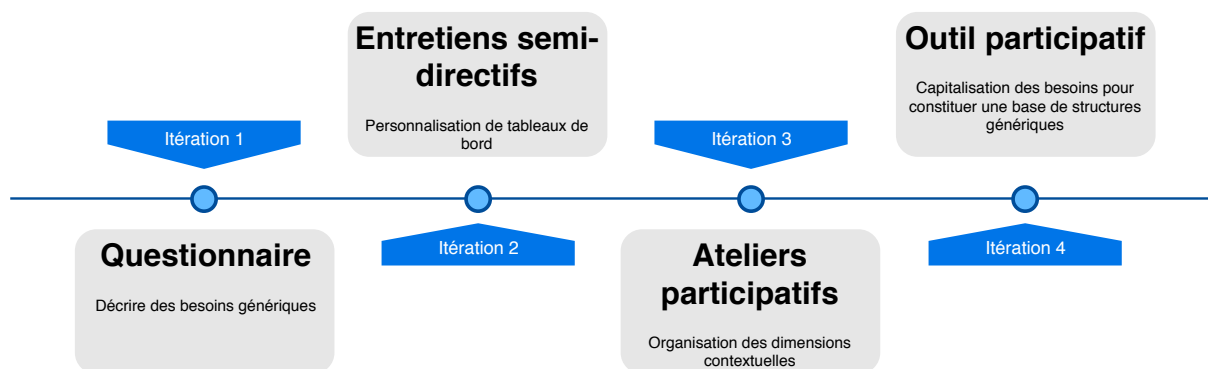 Itération 1
Questionnaire
Décrire des besoins génériques
Entretiens semi-
directifs
Personnalisation de tableaux de
bord
Itération 2
Itération 3
Ateliers
participatifs
Organisation des dimensions
contextuelles
Outil participatif
Capitalisation des besoins pour
constituer une base de structures
génériques
Itération 4